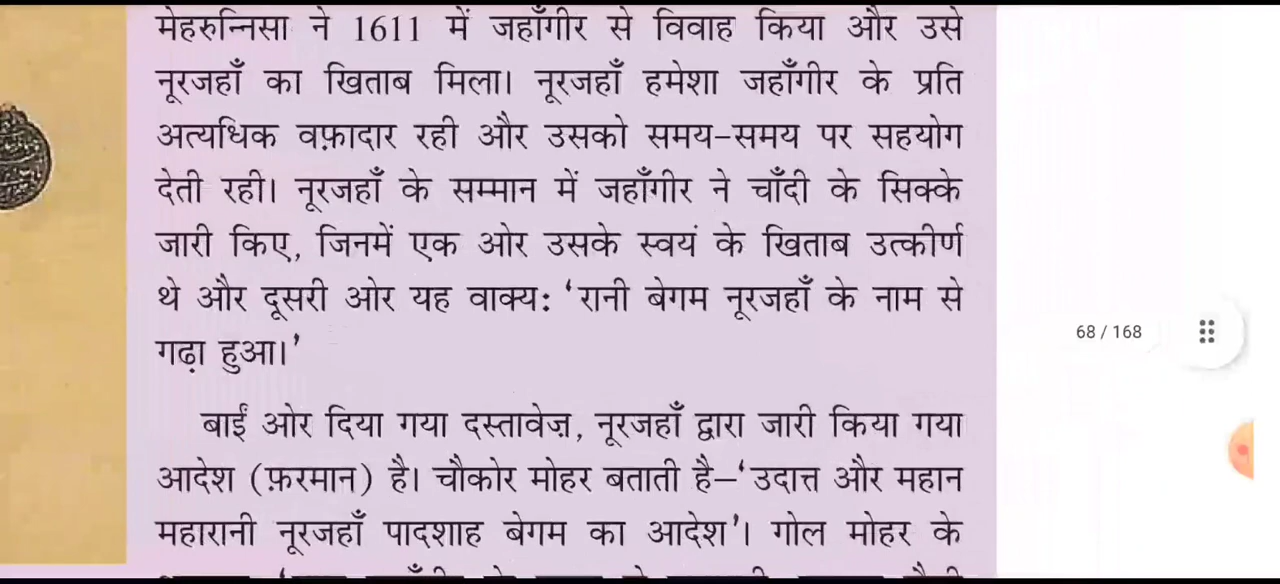 मेहरुन्निसा ने 1611 में जहाँगीर से विवाह किया और उसे
नूरजहाँ का खिताब मिला। नूरजहाँ हमेशा जहाँगीर के प्रति
अत्यधिक वफ़ादार रही और उसको समय-समय पर सहयोग
देती रही। नूरजहाँ के सम्मान में जहाँगीर ने चाँदी के सिक्के
जारी किए, जिनमें एक ओर उसके स्वयं के खिताब उत्कीर्ण
थे और दूसरी ओर यह वाक्य: ‘रानी बेगम नूरजहाँ के नाम से
गढ़ा हुआ।’
68 / 168
बाईं ओर दिया गया दस्तावेज़, नूरजहाँ द्वारा जारी किया गया
आदेश (फ़रमान) है। चौकोर मोहर बताती है–‘उदात्त और महान
महारानी नूरजहाँ पादशाह बेगम का आदेश’। गोल मोहर के